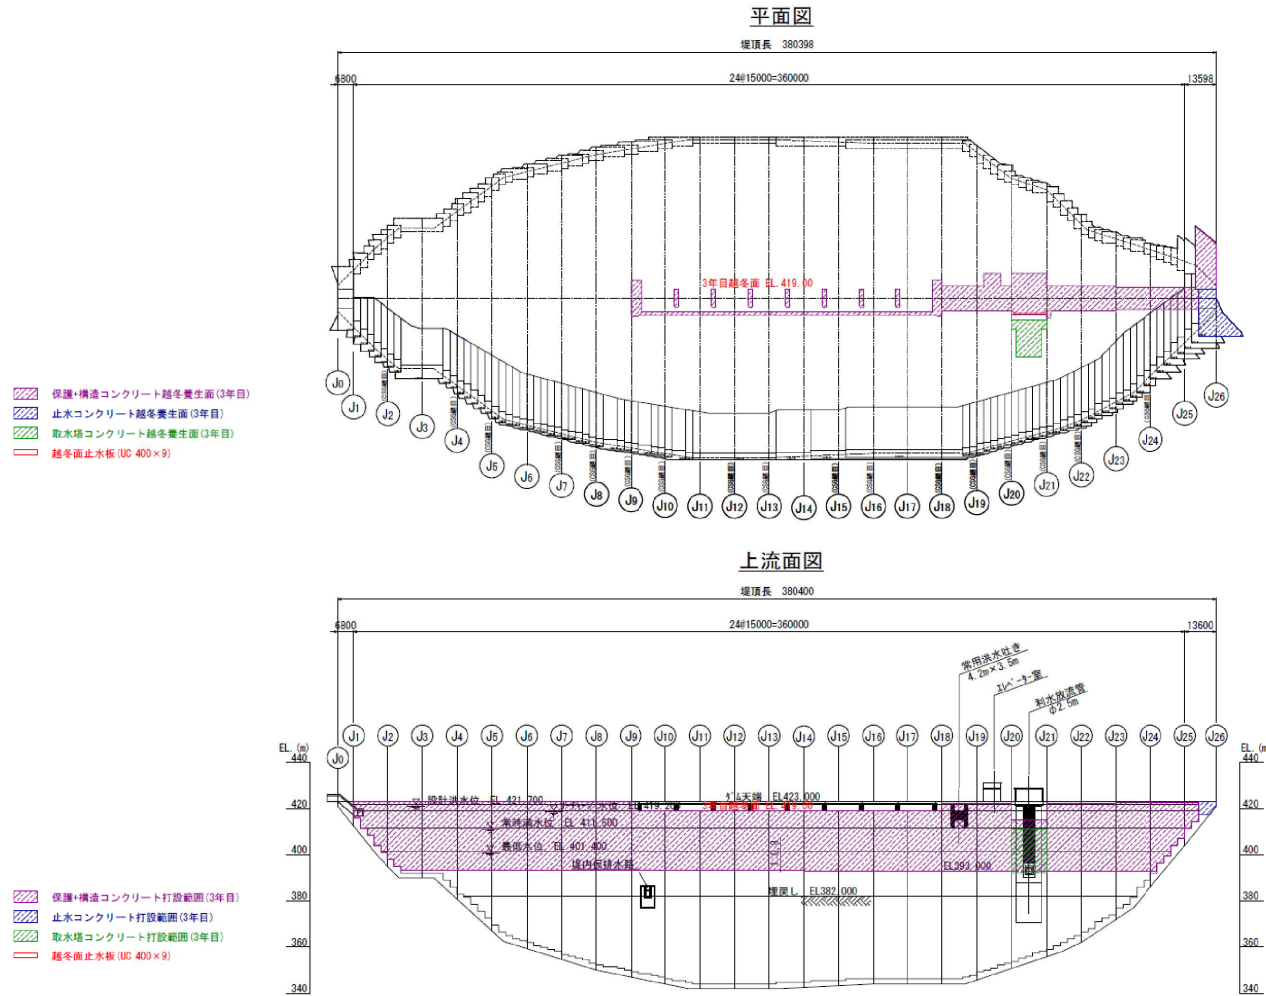 平面図
堤頂長 380398
6800
24@15000=360000
13598
3年目越冬面 EL.419.00
保護+構造コンクリート越冬養生面(3年目)
止水コンクリート越冬養生面(3年目)
取水塔コンクリート越冬養生面(3年目)
越冬面止水板(UC 400×9)
J0
J1
J2
J3
J4
J5
J6
J7
J8
J9
J10
J11
J12
J13
J14
J15
J16
J17
J18
J19
J20
J21
J22
J23
J24
J25
J26
上流面図
堤頂長 380400
6800
24@15000=360000
13600
常用洪水吐き
4.2m×3.5m
エレベーター室
利水放流管
φ2.5m
J0
J1
J2
J3
J4
J5
J6
J7
J8
J9
J10
J11
J12
J13
J14
J15
J16
J17
J18
J19
J20
J21
J22
J23
J24
J25
J26
EL.(m)
440
420
400
380
360
340
設計洪水位 EL 421.700
ダム天端 EL423.000
3年目越冬面 EL.419.00
常時満水位 EL 411.500
最低水位 EL 401.400
堤内仮排水路
EL393.000
埋戻し EL382.000
440
420
400
380
360
340
保護+構造コンクリート打設範囲(3年目)
止水コンクリート打設範囲(3年目)
取水塔コンクリート打設範囲(3年目)
越冬面止水板(UC 400×9)